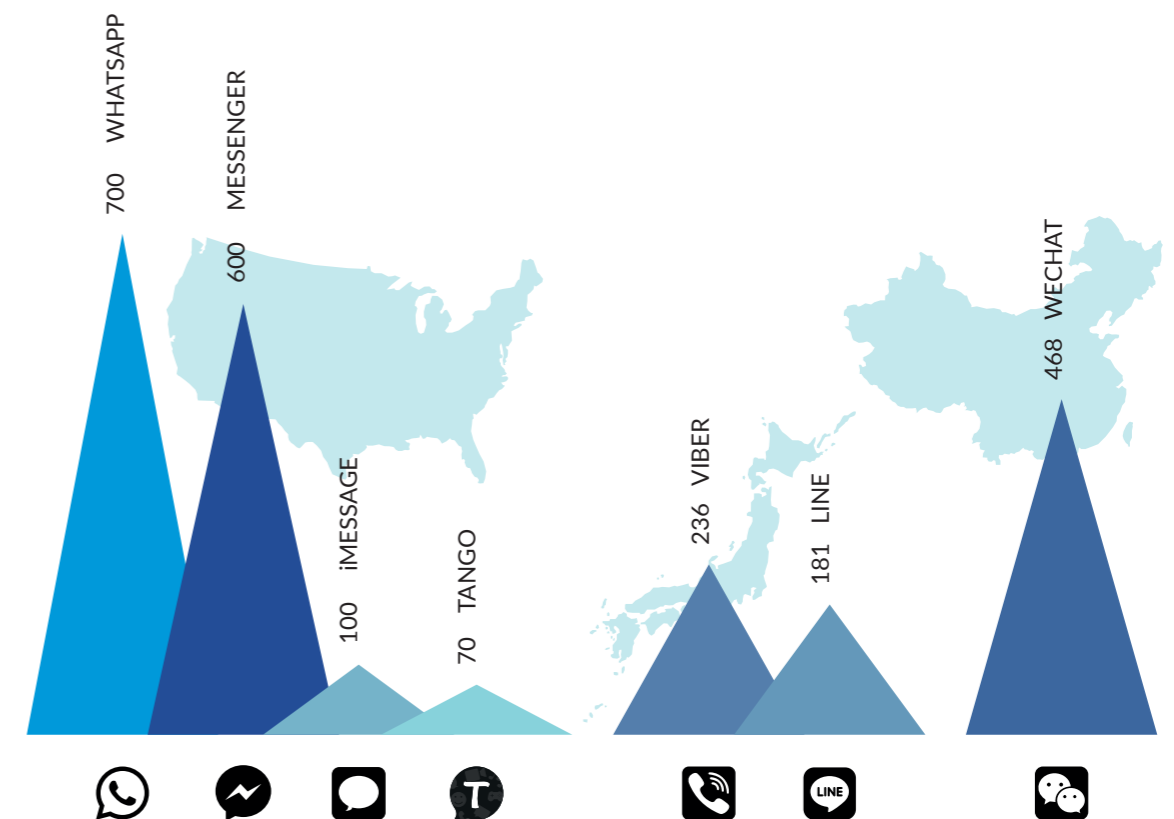 700 WHATSAPP
600 MESSENGER
100 iMESSAGE
70 TANGO
236 VIBER
181 LINE
468 WECHAT
T
LINE